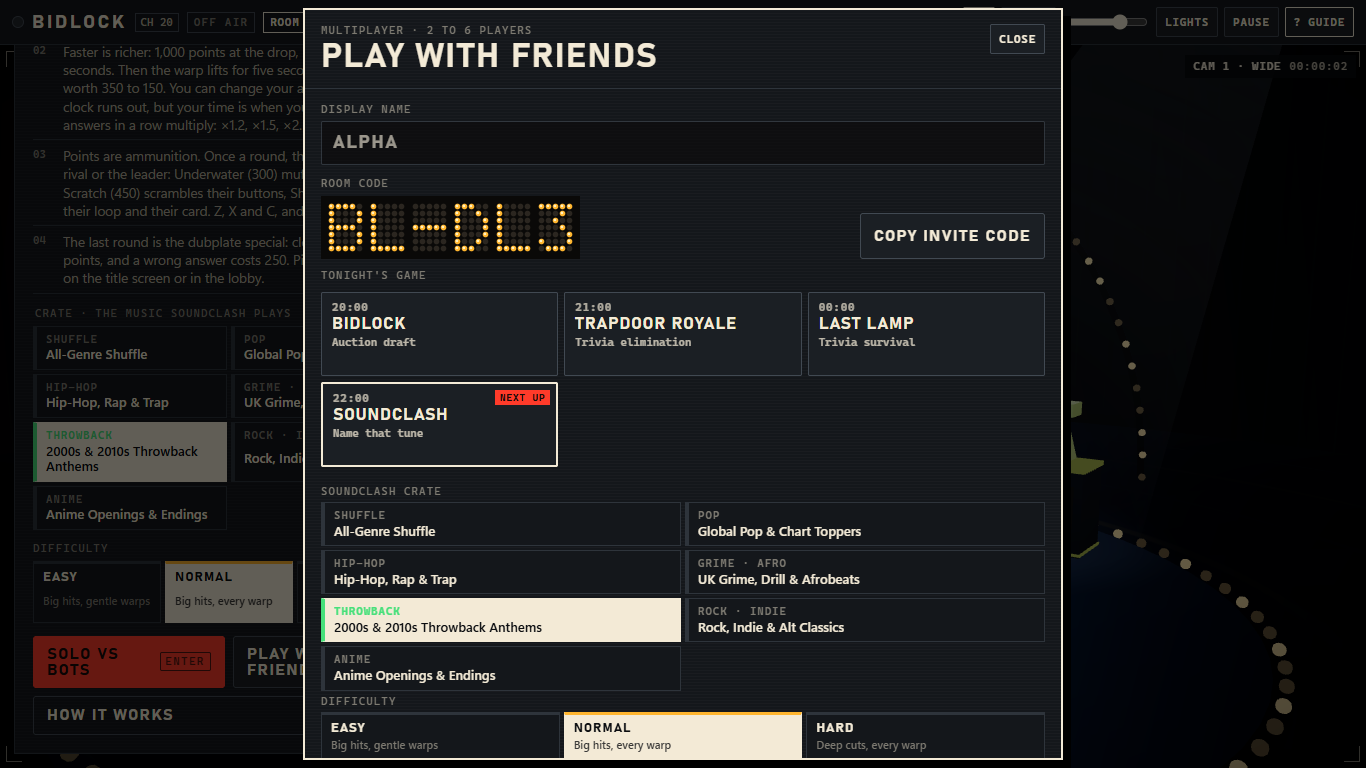 BIDLOCK CH 20 OFF AIR ROOM
LIGHTS PAUSE ? GUIDE
CAM 1 · WIDE 00:00:02
02 Faster is richer: 1,000 points at the drop,
seconds. Then the warp lifts for five seco
worth 350 to 150. You can change your a
clock runs out, but your time is when yo
answers in a row multiply: ×1.2, ×1.5, ×2.
03 Points are ammunition. Once a round, th
rival or the leader: Underwater (300) mut
Scratch (450) scrambles their buttons, Sh
their loop and their card. Z, X and C, and
04 The last round is the dubplate special: cl
points, and a wrong answer costs 250. Pi
on the title screen or in the lobby.
CRATE · THE MUSIC SOUNDCLASH PLAYS
SHUFFLE
All-Genre Shuffle
POP
Global Pop
HIP-HOP
Hip-Hop, Rap & Trap
GRIME ·
UK Grime,
THROWBACK
2000s & 2010s Throwback
Anthems
ROCK · I
Rock, Indie
ANIME
Anime Openings & Endings
DIFFICULTY
EASY
Big hits, gentle warps
NORMAL
Big hits, every warp
SOLO VS
BOTS
ENTER
PLAY W
FRIEN
HOW IT WORKS
MULTIPLAYER · 2 TO 6 PLAYERS
PLAY WITH FRIENDS
CLOSE
DISPLAY NAME
ALPHA
ROOM CODE
BL-DL3
COPY INVITE CODE
TONIGHT'S GAME
20:00
BIDLOCK
Auction draft
21:00
TRAPDOOR ROYALE
Trivia elimination
00:00
LAST LAMP
Trivia survival
22:00
NEXT UP
SOUNDCLASH
Name that tune
SOUNDCLASH CRATE
SHUFFLE
All-Genre Shuffle
POP
Global Pop & Chart Toppers
HIP-HOP
Hip-Hop, Rap & Trap
GRIME · AFRO
UK Grime, Drill & Afrobeats
THROWBACK
2000s & 2010s Throwback Anthems
ROCK · INDIE
Rock, Indie & Alt Classics
ANIME
Anime Openings & Endings
DIFFICULTY
EASY
Big hits, gentle warps
NORMAL
Big hits, every warp
HARD
Deep cuts, every warp